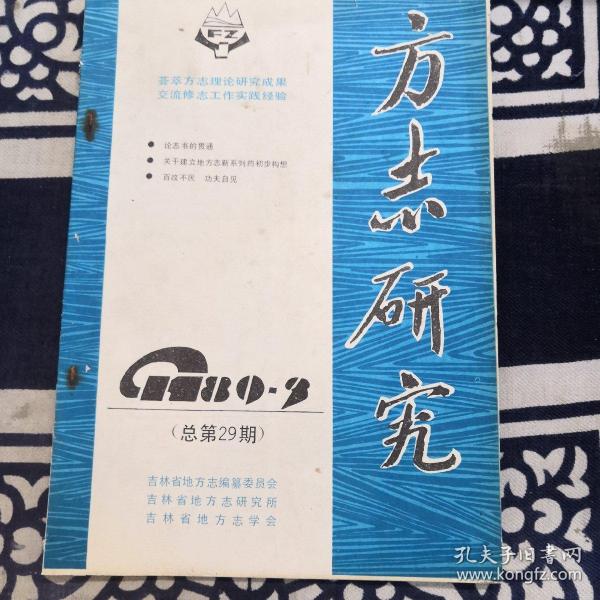 FZ
荟萃方志理论研究成果
交流修志工作实践经验
论志书的贯通
关于建立地方志新系列的初步构想
百纹不厌 功夫自见
方志研究
(总第29期)
吉林省地方志编纂委员会
吉林省地方志研究所
吉林省地方志学会
孔夫子旧书网
www.kongfz.com